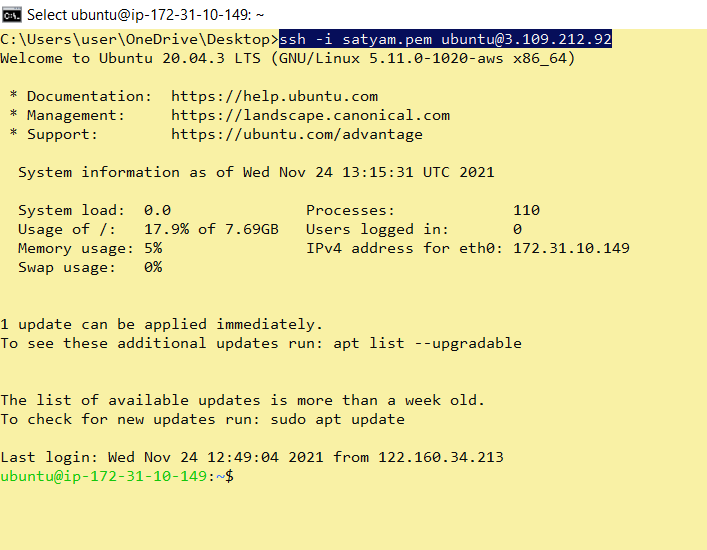 Select ubuntu@ip-172-31-10-149: ~
C:\Users\user\OneDrive\Desktop>ssh -i satyam.pem ubuntu@3.109.212.92
Welcome to Ubuntu 20.04.3 LTS (GNU/Linux 5.11.0-1020-aws x86_64)
* Documentation:  https://help.ubuntu.com
* Management:     https://landscape.canonical.com
* Support:        https://ubuntu.com/advantage
System information as of Wed Nov 24 13:15:31 UTC 2021
System load:  0.0               Processes:             110
Usage of /:   17.9% of 7.69GB   Users logged in:       0
Memory usage: 5%                IPv4 address for eth0: 172.31.10.149
Swap usage:   0%
1 update can be applied immediately.
To see these additional updates run: apt list --upgradable
The list of available updates is more than a week old.
To check for new updates run: sudo apt update
Last login: Wed Nov 24 12:49:04 2021 from 122.160.34.213
ubuntu@ip-172-31-10-149:~$